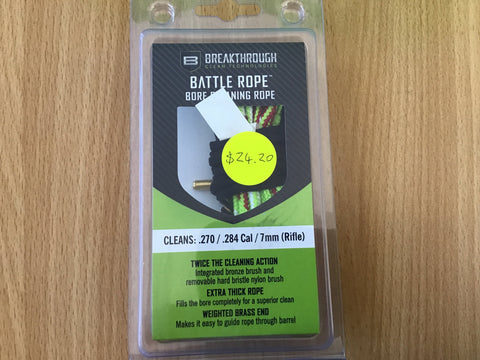 B BREAKTHROUGH
CLEAN TECHNOLOGIES
BATTLE ROPE™
BORE CLEANING ROPE
$24.20
CLEANS: .270 / .284 Cal / 7mm (Rifle)
TWICE THE CLEANING ACTION
Integrated bronze brush and
removable hard bristle nylon brush
EXTRA THICK ROPE
Fills the bore completely for a superior clean
WEIGHTED BRASS END
Makes it easy to guide rope through barrel